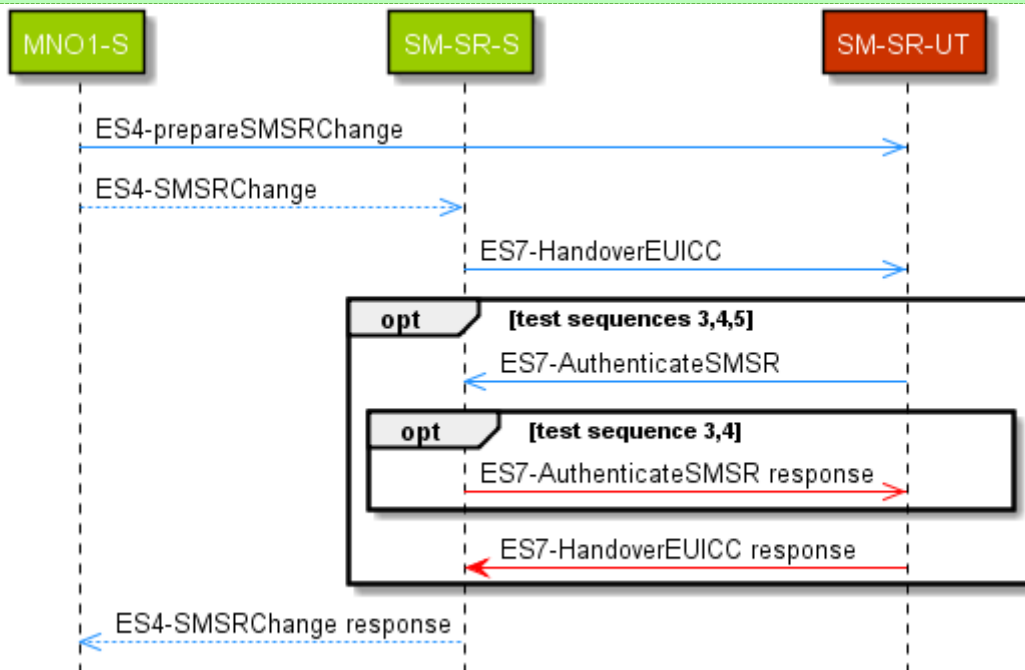 MNO1-S SM-SR-S SM-SR-UT
ES4-prepareSMSRChange
ES4-SMSRChange
ES7-HandoverEUICC
opt [test sequences 3,4,5]
ES7-AuthenticateSMSR
opt [test sequence 3,4]
ES7-AuthenticateSMSR response
ES7-HandoverEUICC response
ES4-SMSRChange response